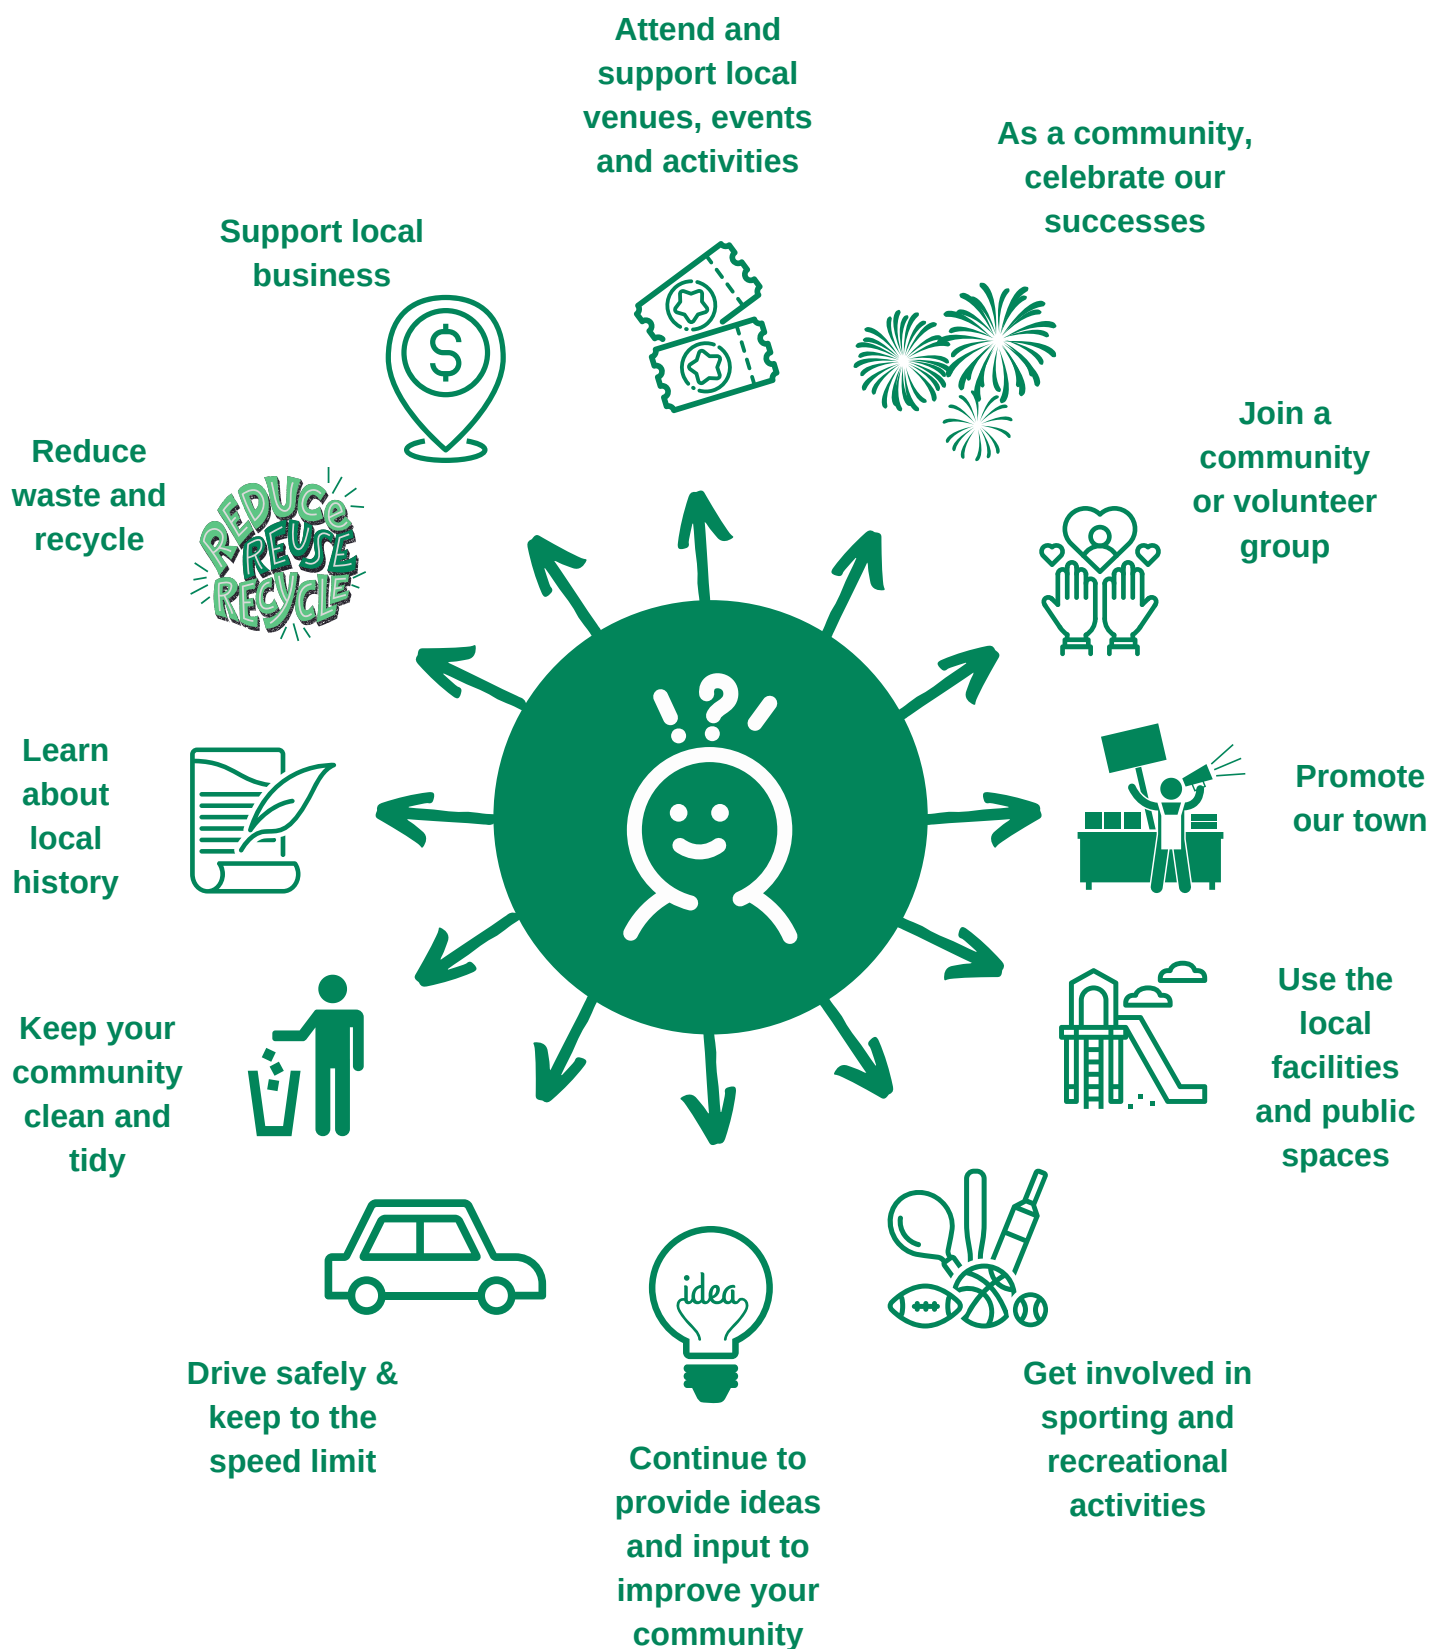 Attend and
support local
venues, events
and activities
As a community,
celebrate our
successes
Support local
business
$
Join a
community
or volunteer
group
Reduce
waste and
recycle
REDUCE
REUSE
RECYCLE
?
Learn
about
local
history
Promote
our town
Use the
local
facilities
and public
spaces
Keep your
community
clean and
tidy
idea
Drive safely &
keep to the
speed limit
Get involved in
sporting and
recreational
activities
Continue to
provide ideas
and input to
improve your
community